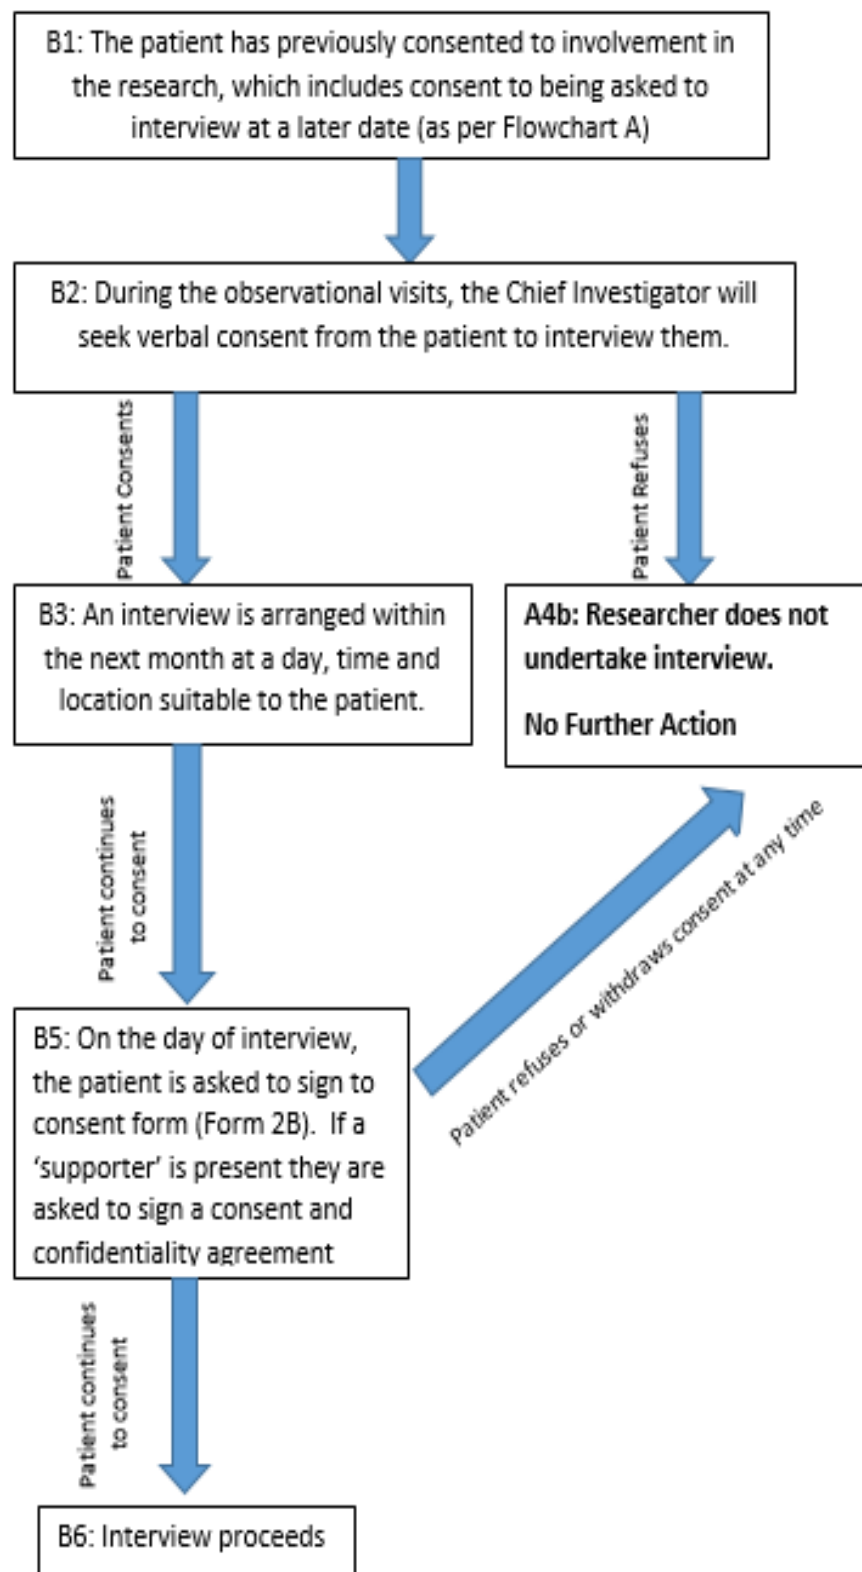 B1: The patient has previously consented to involvement in
the research, which includes consent to being asked to
interview at a later date (as per Flowchart A)
B2: During the observational visits, the Chief Investigator will
seek verbal consent from the patient to interview them.
Patient Consents
Patient Refuses
B3: An interview is arranged within
the next month at a day, time and
location suitable to the patient.
A4b: Researcher does not
undertake interview.
No Further Action
Patient continues
to consent
Patient refuses or withdraws consent at any time
B5: On the day of interview,
the patient is asked to sign to
consent form (Form 2B).  If a
‘supporter’ is present they are
asked to sign a consent and
confidentiality agreement
Patient continues
to consent
B6: Interview proceeds